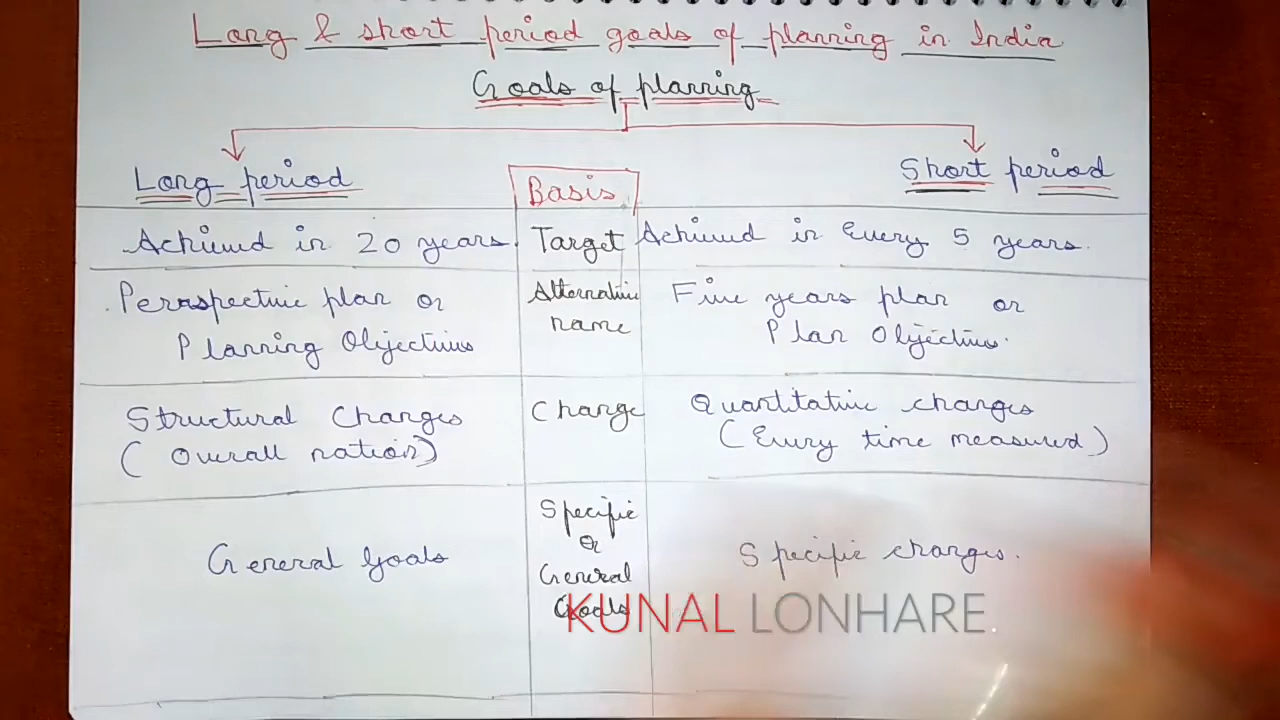 Long & short period goals of planning in India
Goals of planning
Long period
Basis
Short period
Achieved in 20 years.
Target
Achieved in Every 5 years.
Perspective plan or
Planning Objectives
Alternative
name
Five years plan or
Plan Objectives.
Structural Changes
(Overall nation)
Change
Quantitative changes
(Every time measured)
General Goals
Specific
or
General
Goals
Specific changes.
KUNAL LONHARE.